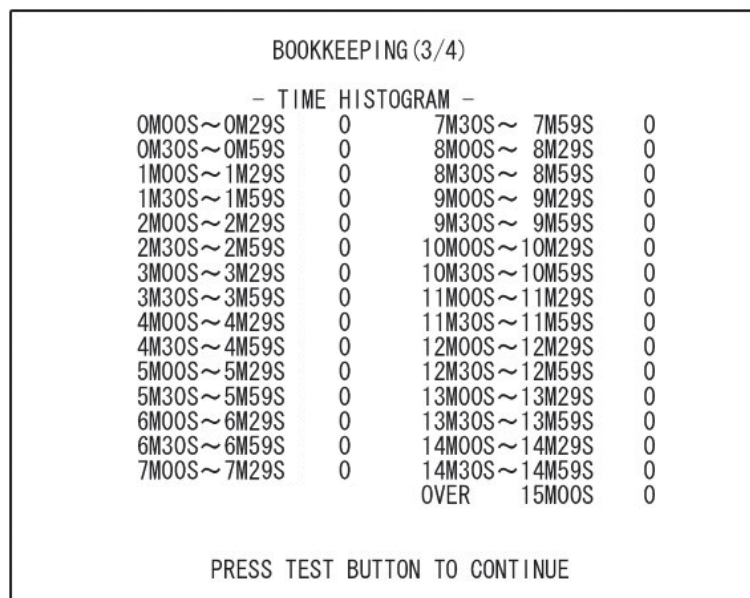 BOOKKEEPING(3/4)
- TIME HISTOGRAM -
0M00S~0M29S 0 7M30S~ 7M59S 0
0M30S~0M59S 0 8M00S~ 8M29S 0
1M00S~1M29S 0 8M30S~ 8M59S 0
1M30S~1M59S 0 9M00S~ 9M29S 0
2M00S~2M29S 0 9M30S~ 9M59S 0
2M30S~2M59S 0 10M00S~10M29S 0
3M00S~3M29S 0 10M30S~10M59S 0
3M30S~3M59S 0 11M00S~11M29S 0
4M00S~4M29S 0 11M30S~11M59S 0
4M30S~4M59S 0 12M00S~12M29S 0
5M00S~5M29S 0 12M30S~12M59S 0
5M30S~5M59S 0 13M00S~13M29S 0
6M00S~6M29S 0 13M30S~13M59S 0
6M30S~6M59S 0 14M00S~14M29S 0
7M00S~7M29S 0 14M30S~14M59S 0
OVER 15M00S 0
PRESS TEST BUTTON TO CONTINUE